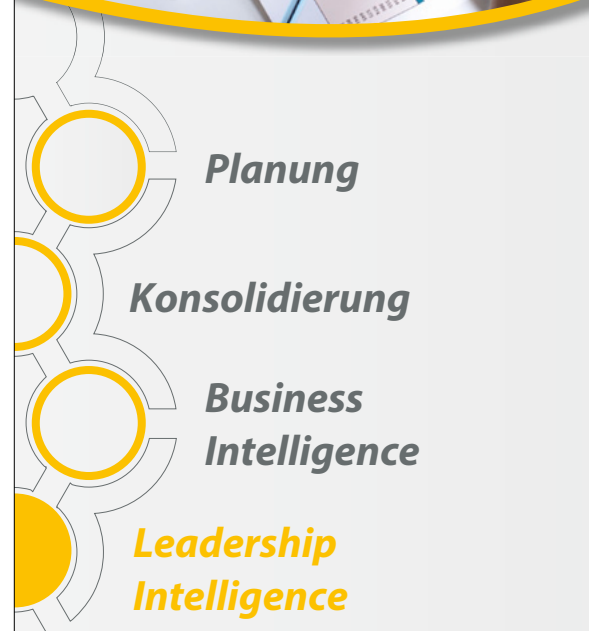 Planung
Konsolidierung
Business
Intelligence
Leadership
Intelligence